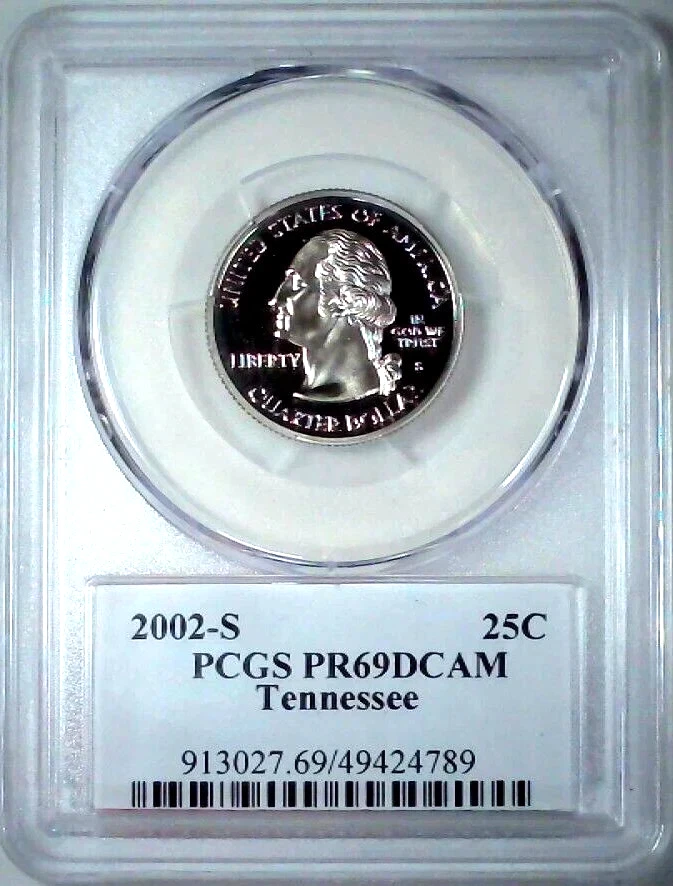 UNITED STATES OF AMERICA
IN
GOD WE
TRUST
LIBERTY
S
QUARTER DOLLAR
2002-S 25C
PCGS PR69DCAM
Tennessee
913027.69/49424789